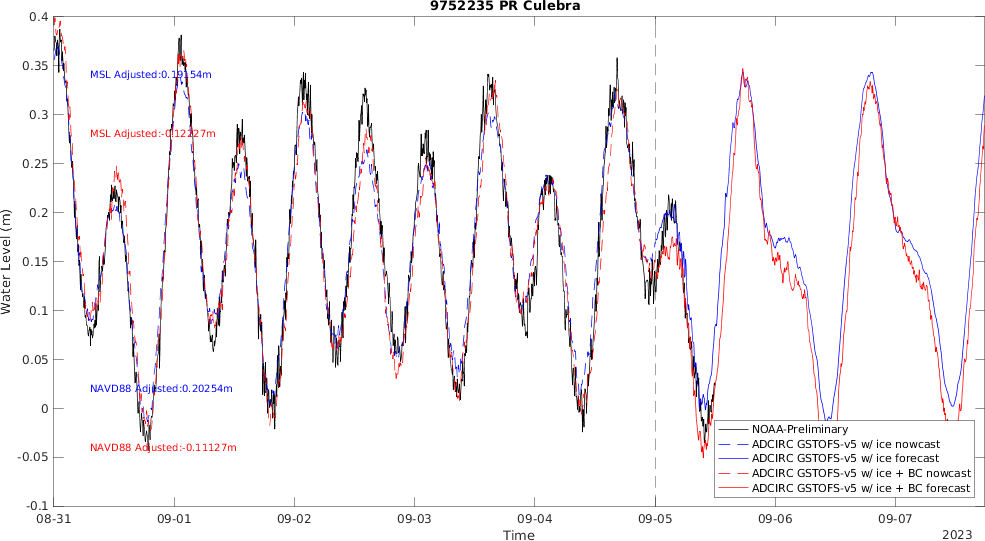 9752235 PR Culebra
0.4
0.35
0.3
0.25
0.2
0.15
0.1
0.05
0
-0.05
-0.1
Water Level (m)
MSL Adjusted:0.19154m
MSL Adjusted:-0.12227m
NAVD88 Adjusted:0.20254m
NAVD88 Adjusted:-0.11127m
NOAA-Preliminary
ADCIRC GSTOFS-v5 w/ ice nowcast
ADCIRC GSTOFS-v5 w/ ice forecast
ADCIRC GSTOFS-v5 w/ ice + BC nowcast
ADCIRC GSTOFS-v5 w/ ice + BC forecast
08-31 09-01 09-02 09-03 09-04 09-05 09-06 09-07
Time
2023